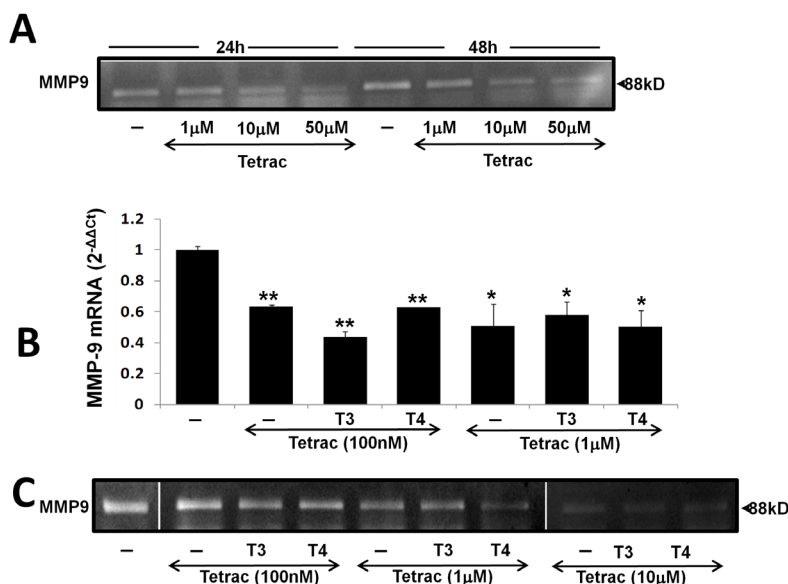 A
24h 48h
MMP9 ◄88kD
– 1µM 10µM 50µM – 1µM 10µM 50µM
Tetrac Tetrac
B
MMP-9 mRNA (2-ΔΔCt)
1.2
1
0.8
0.6
0.4
0.2
0
** ** ** * * *
– – T3 T4 – T3 T4
Tetrac (100nM) Tetrac (1µM)
C
MMP9 ◄88kD
– – T3 T4 – T3 T4 – T3 T4
Tetrac (100nM) Tetrac (1µM) Tetrac (10µM)